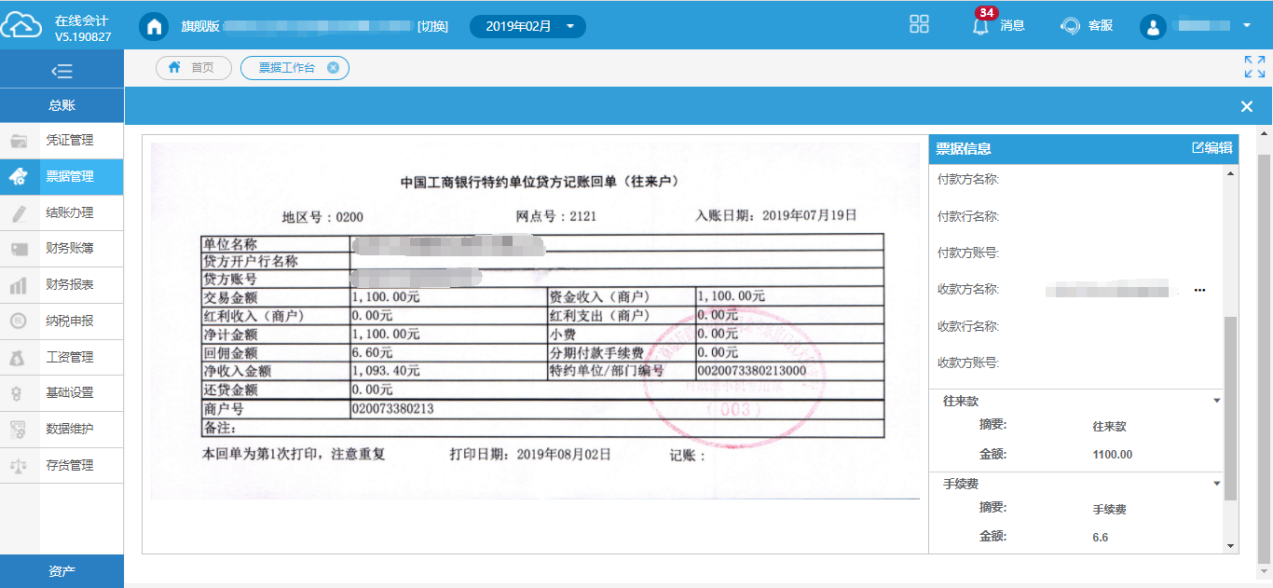 在线会计
V5.190827
旗舰版 [切换] 2019年02月 34 消息 客服
首页 票据工作台
总账
凭证管理
票据管理
结账办理
财务账簿
财务报表
纳税申报
工资管理
基础设置
数据维护
存货管理
资产
中国工商银行特约单位贷方记账回单（往来户）
地区号：0200 网点号：2121 入账日期：2019年07月19日
单位名称
贷方开户行名称
贷方账号
交易金额 1,100.00元 资金收入（商户） 1,100.00元
红利收入（商户） 0.00元 红利支出（商户） 0.00元
净计金额 1,100.00元 小费 0.00元
回佣金额 6.60元 分期付款手续费 0.00元
净收入金额 1,093.40元 特约单位/部门编号 0020073380213000
还贷金额 0.00元
商户号 020073380213
备注：
(003)
本回单为第1次打印，注意重复 打印日期：2019年08月02日 记账：
票据信息 编辑
付款方名称:
付款行名称:
付款方账号:
收款方名称: ...
收款行名称:
收款方账号:
往来款
摘要: 往来款
金额: 1100.00
手续费
摘要: 手续费
金额: 6.6